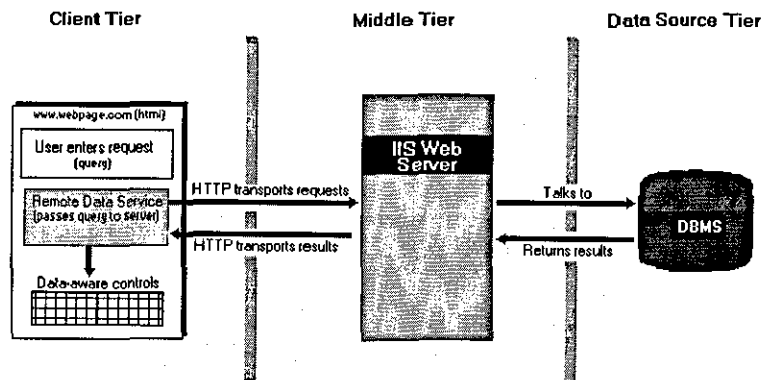 Client Tier
Middle Tier
Data Source Tier
www.webpage.com (html)
User enters request
(query)
Remote Data Service
(passes query to server)
Data-aware controls
HTTP transports requests
HTTP transports results
IIS Web
Server
Talks to
Returns results
DBMS